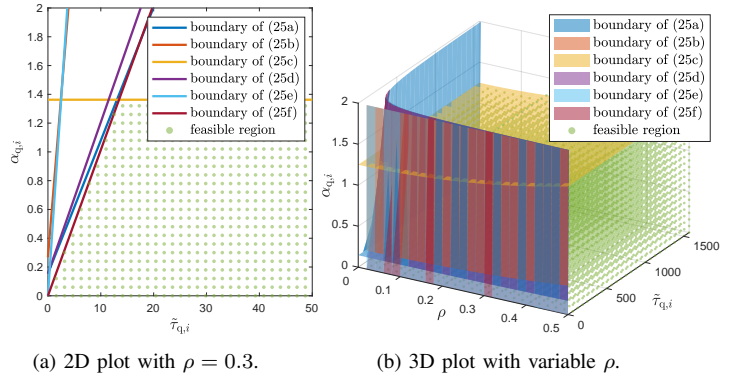 2
1.8
1.6
1.4
1.2
1
0.8
0.6
0.4
0.2
0
α_{q,i}
0 10 20 30 40 50
τ̃_{q,i}
boundary of (25a)
boundary of (25b)
boundary of (25c)
boundary of (25d)
boundary of (25e)
boundary of (25f)
feasible region
(a) 2D plot with ρ = 0.3.
2
1.5
1
0.5
0
α_{q,i}
0 0.1 0.2 0.3 0.4 0.5
ρ
0 500 1000 1500
τ̃_{q,i}
boundary of (25a)
boundary of (25b)
boundary of (25c)
boundary of (25d)
boundary of (25e)
boundary of (25f)
feasible region
(b) 3D plot with variable ρ.